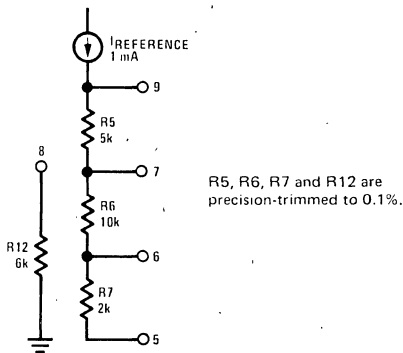 IREFERENCE
1 mA
9
R5
5k
8
7
R5, R6, R7 and R12 are
precision-trimmed to 0.1%.
R6
10k
R12
6k
6
R7
2k
5